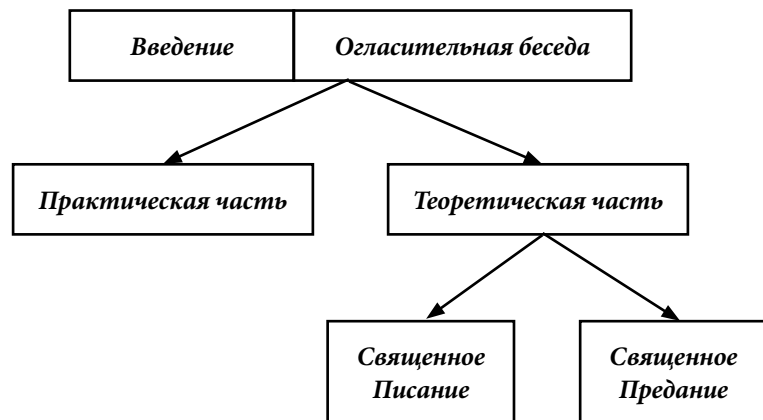 Введение
Огласительная беседа
Практическая часть
Теоретическая часть
Священное
Писание
Священное
Предание